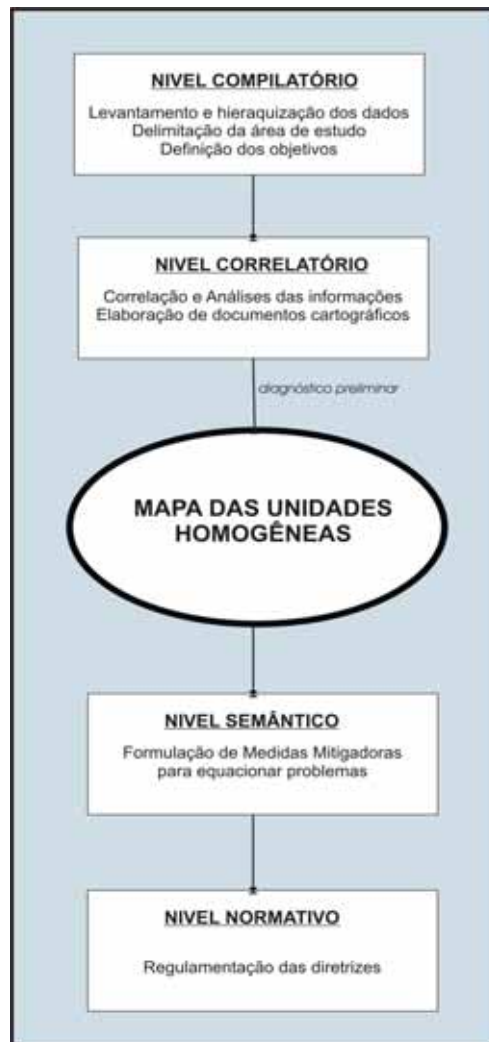 NIVEL COMPILATÓRIO
Levantamento e hieraquização dos dados
Delimitação da área de estudo
Definição dos objetivos
NIVEL CORRELATÓRIO
Correlação e Análises das informações
Elaboração de documentos cartográficos
diagnóstico preliminar
MAPA DAS UNIDADES
HOMOGÊNEAS
NIVEL SEMÂNTICO
Formulação de Medidas Mitigadoras
para equacionar problemas
NIVEL NORMATIVO
Regulamentação das diretrizes